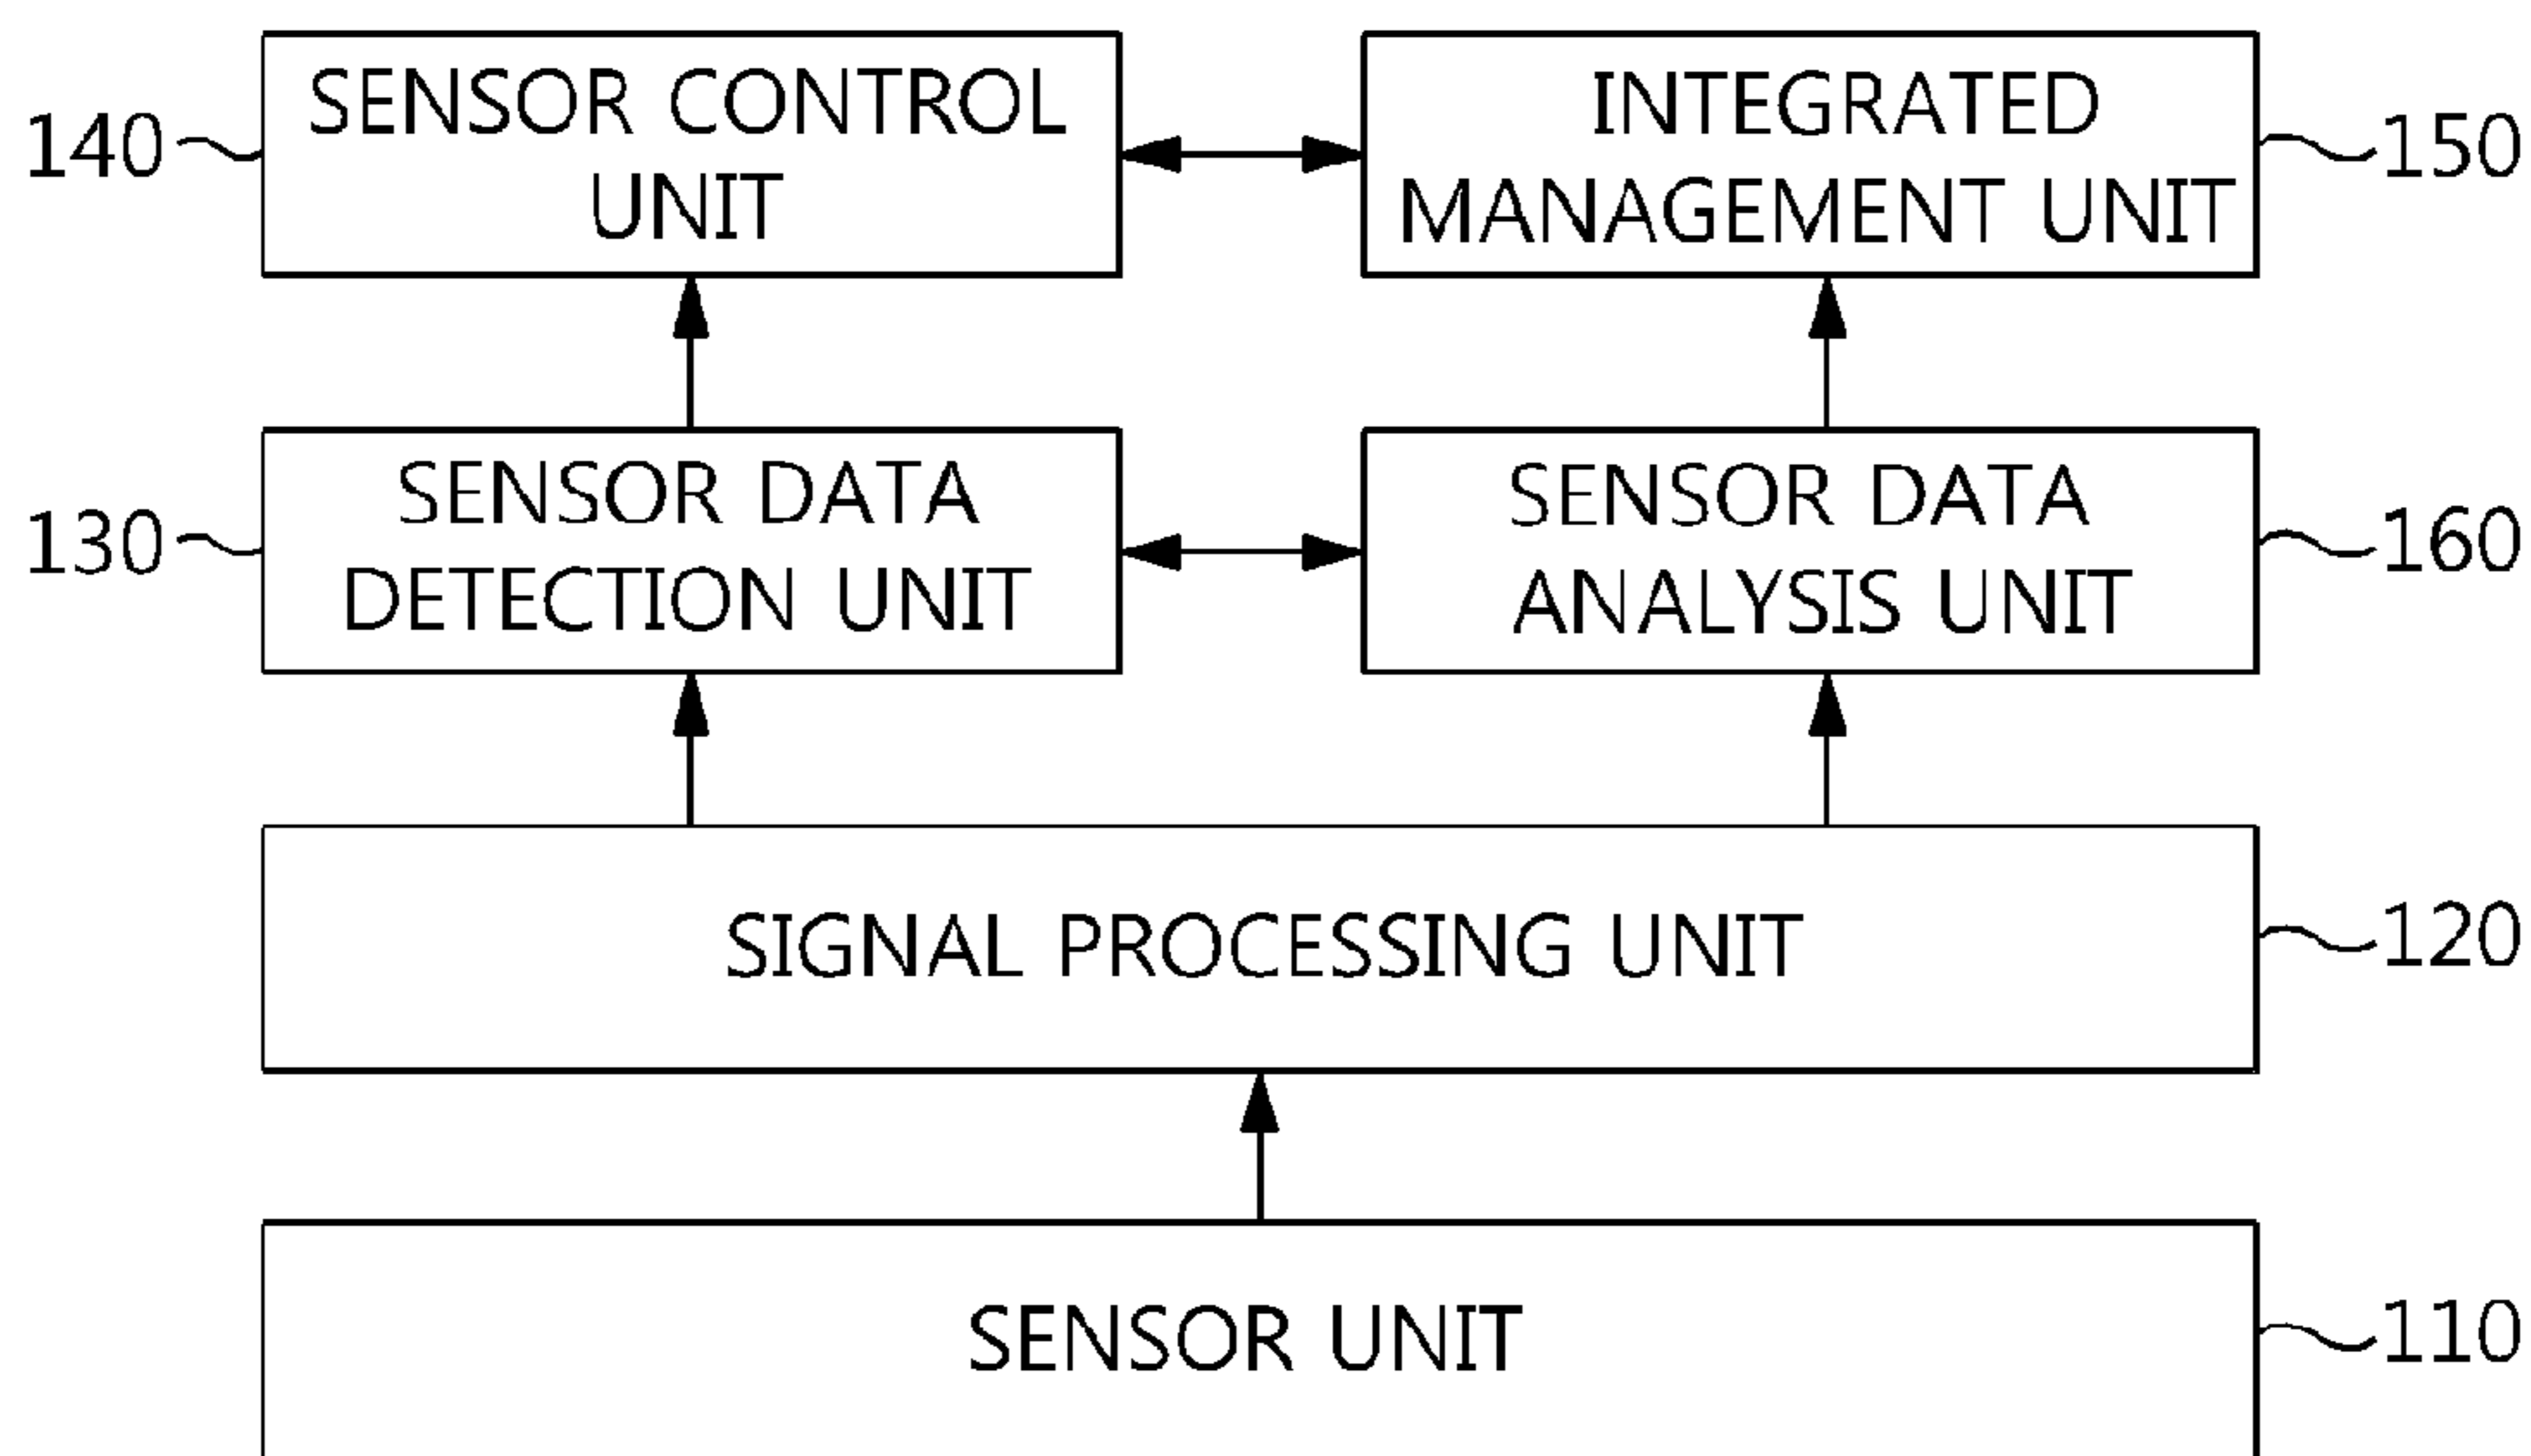 SENSOR CONTROL
UNIT
140
INTEGRATED
MANAGEMENT UNIT
150
SENSOR DATA
DETECTION UNIT
130
SENSOR DATA
ANALYSIS UNIT
160
SIGNAL PROCESSING UNIT
120
SENSOR UNIT
110